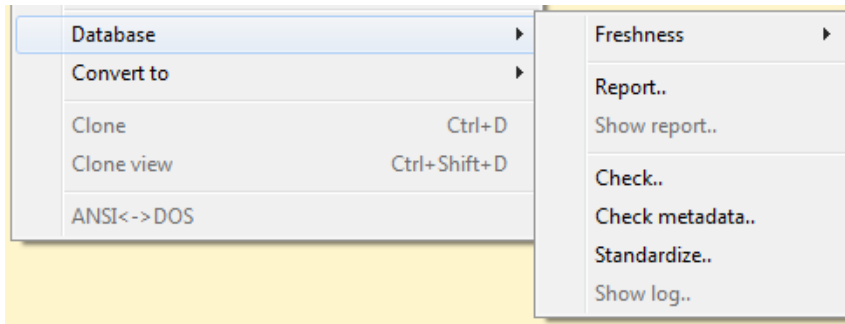 Database
Convert to
Clone Ctrl+D
Clone view Ctrl+Shift+D
ANSI<->DOS
Freshness
Report..
Show report..
Check..
Check metadata..
Standardize..
Show log..